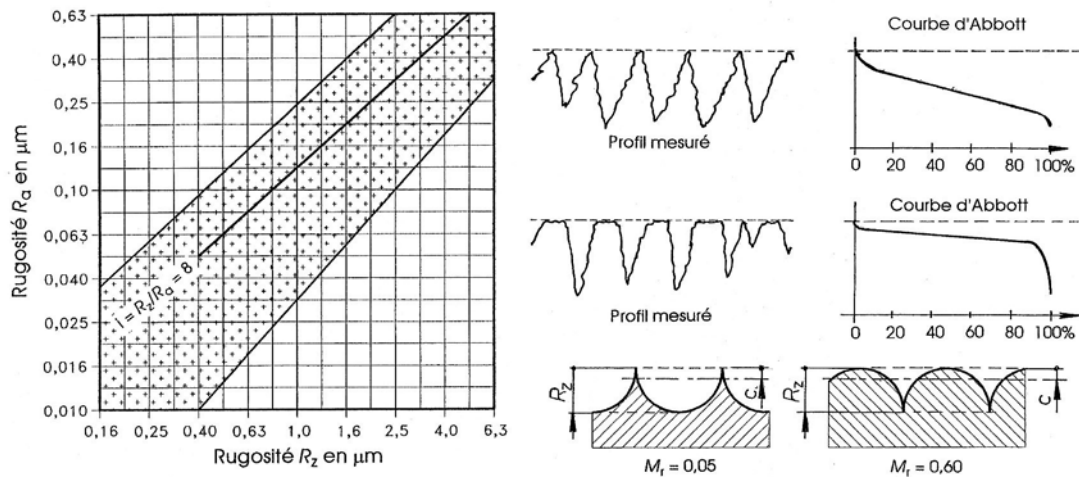 0,63
0,40
0,25
0,16
0,10
0,063
0,040
0,025
0,016
0,010
Rugosité Ra en μm
i = Rz/Ra = 8
0,16 0,25 0,40 0,63 1,0 1,6 2,5 4,0 6,3
Rugosité Rz en μm
Profil mesuré
Courbe d'Abbott
0 20 40 60 80 100%
Profil mesuré
Courbe d'Abbott
0 20 40 60 80 100%
Rz
c
Mr = 0,05
Rz
c
Mr = 0,60